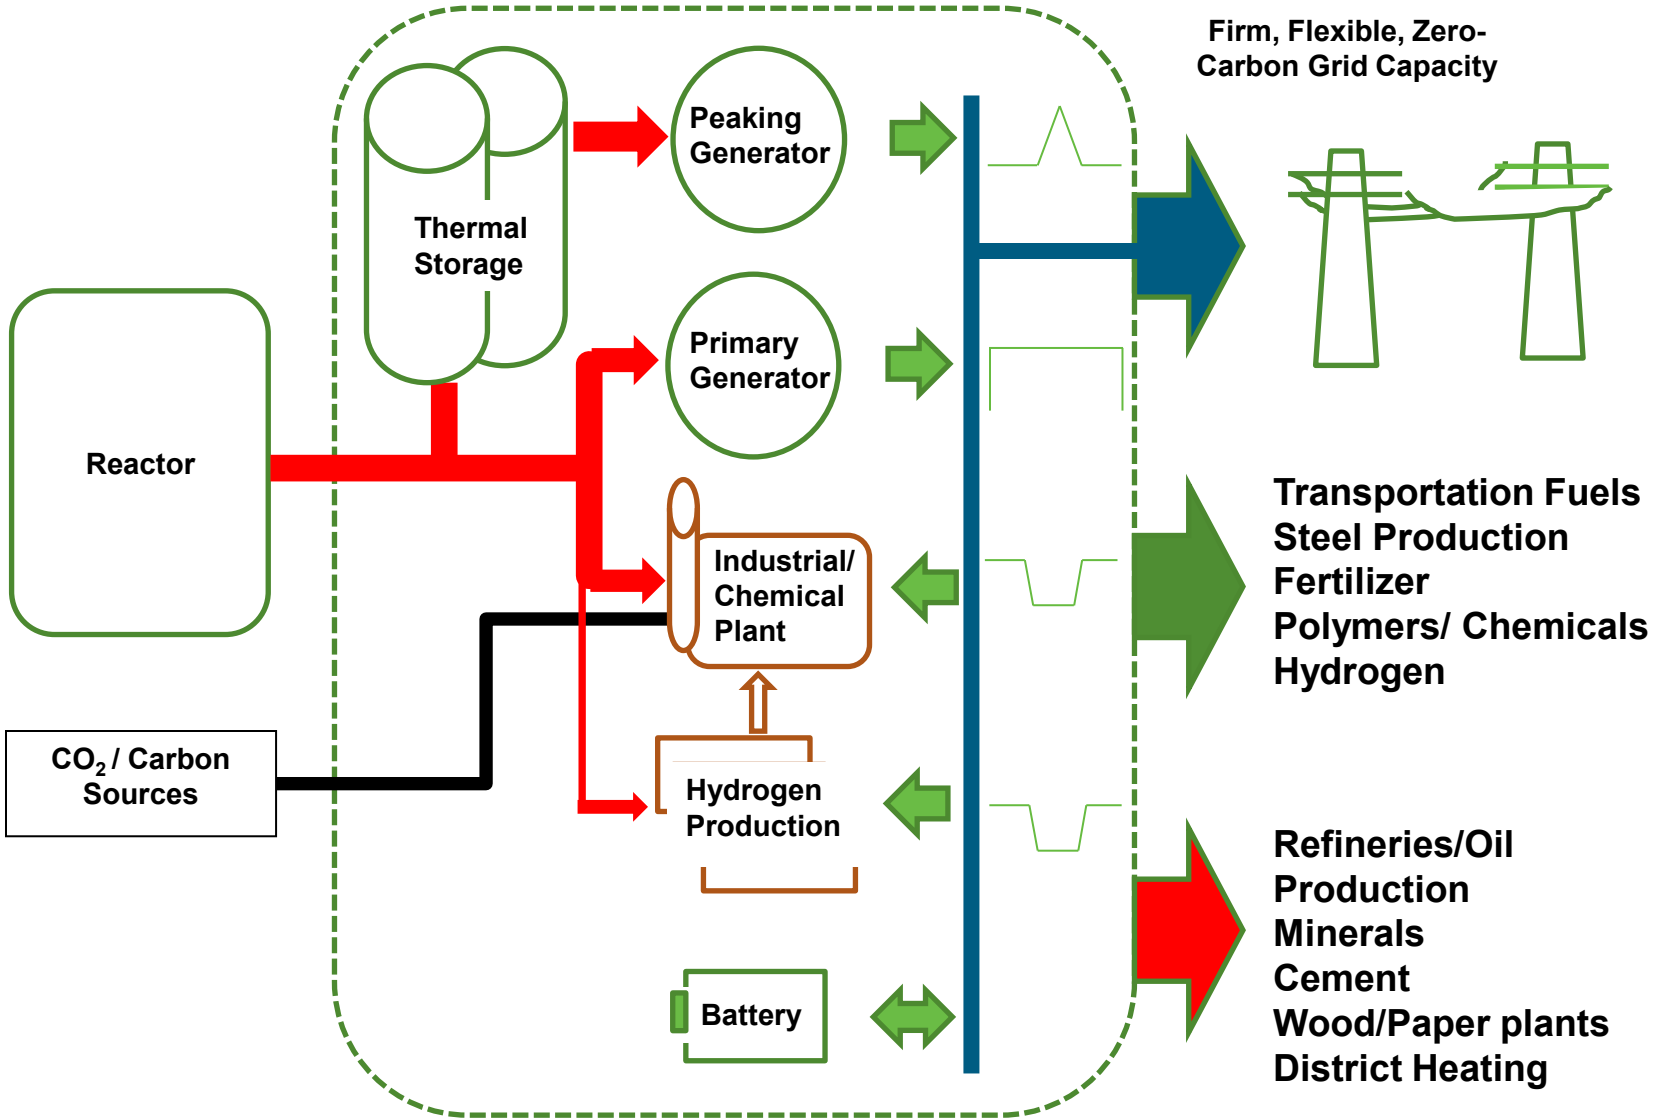 Firm, Flexible, Zero-
Carbon Grid Capacity
Peaking
Generator
Thermal
Storage
Primary
Generator
Reactor
Industrial/
Chemical
Plant
Transportation Fuels
Steel Production
Fertilizer
Polymers/ Chemicals
Hydrogen
CO₂ / Carbon
Sources
Hydrogen
Production
Refineries/Oil
Production
Minerals
Cement
Wood/Paper plants
District Heating
Battery